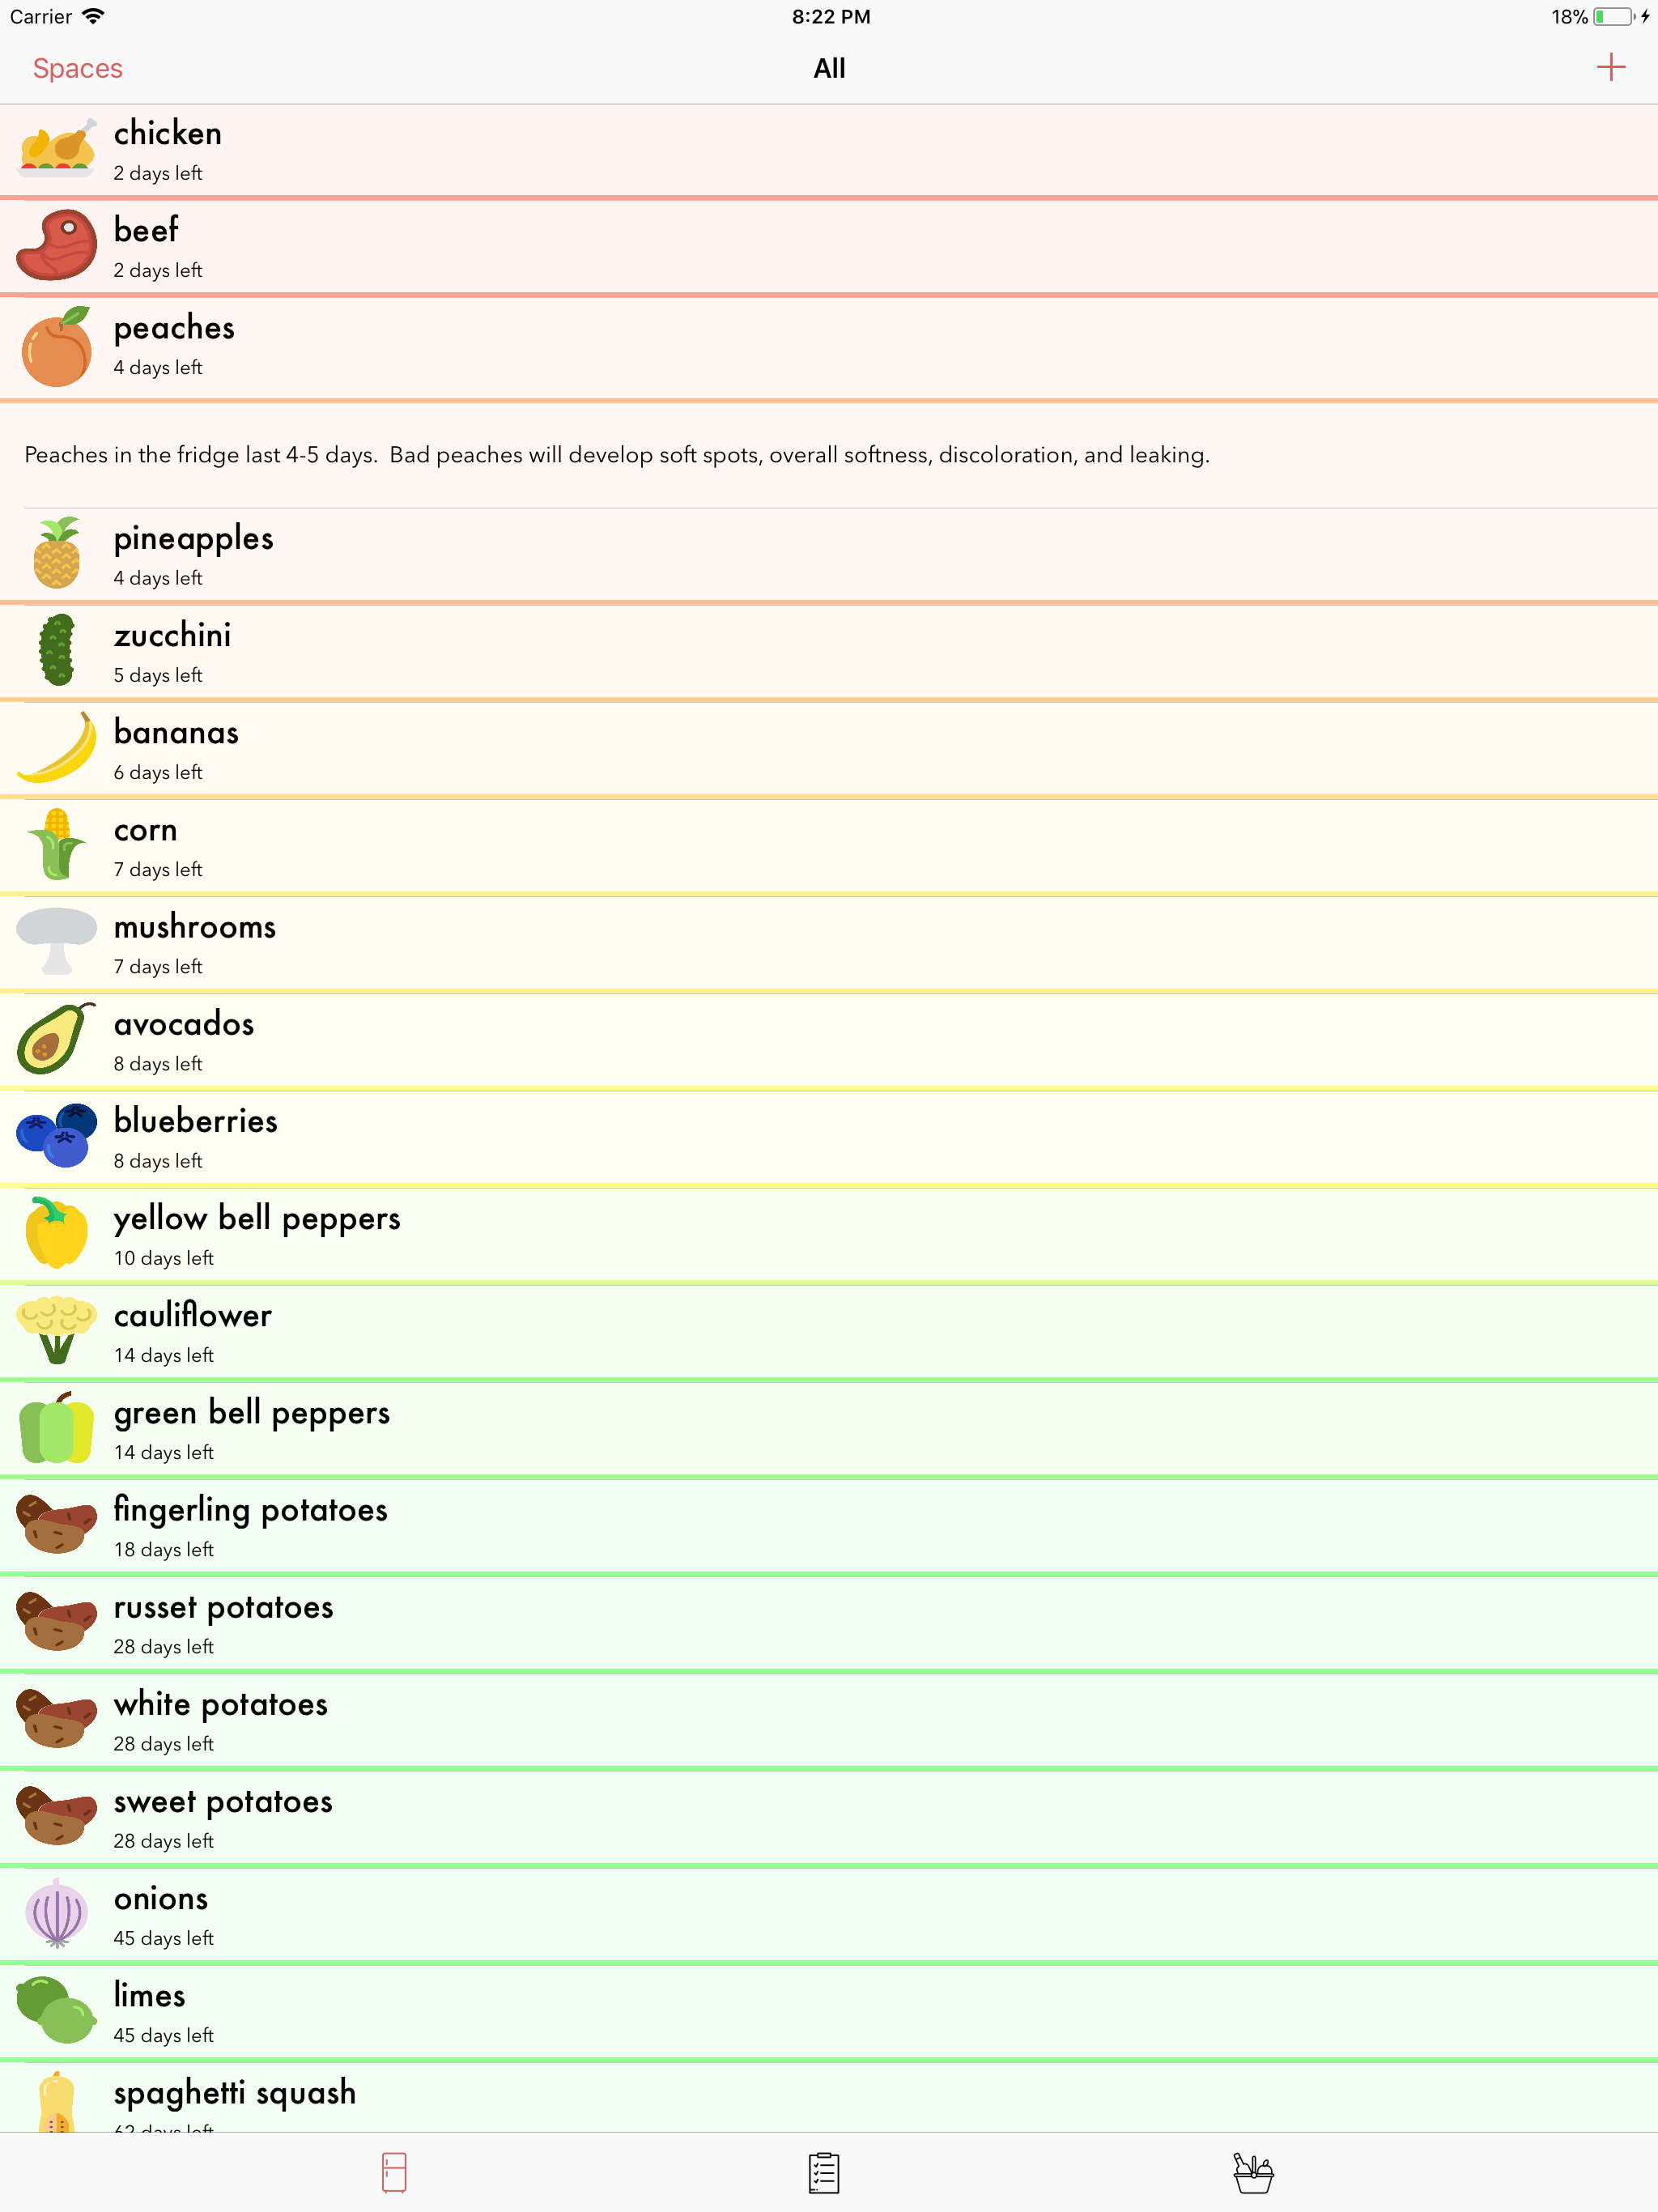 Carrier 8:22 PM 18%
Spaces All
chicken
2 days left
beef
2 days left
peaches
4 days left
Peaches in the fridge last 4-5 days.  Bad peaches will develop soft spots, overall softness, discoloration, and leaking.
pineapples
4 days left
zucchini
5 days left
bananas
6 days left
corn
7 days left
mushrooms
7 days left
avocados
8 days left
blueberries
8 days left
yellow bell peppers
10 days left
cauliflower
14 days left
green bell peppers
14 days left
fingerling potatoes
18 days left
russet potatoes
28 days left
white potatoes
28 days left
sweet potatoes
28 days left
onions
45 days left
limes
45 days left
spaghetti squash
62 days left